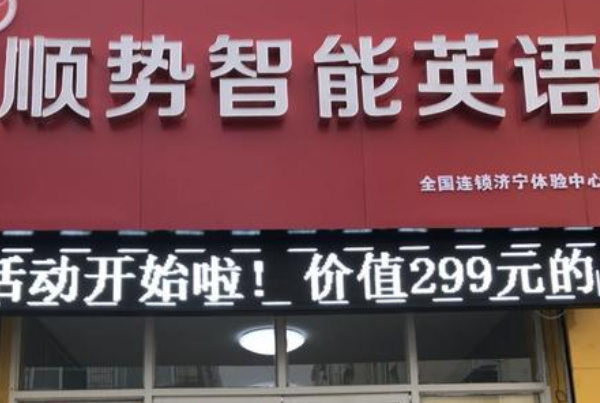 顺势智能英语
全国连锁济宁体验中心
活动开始啦！价值299元的